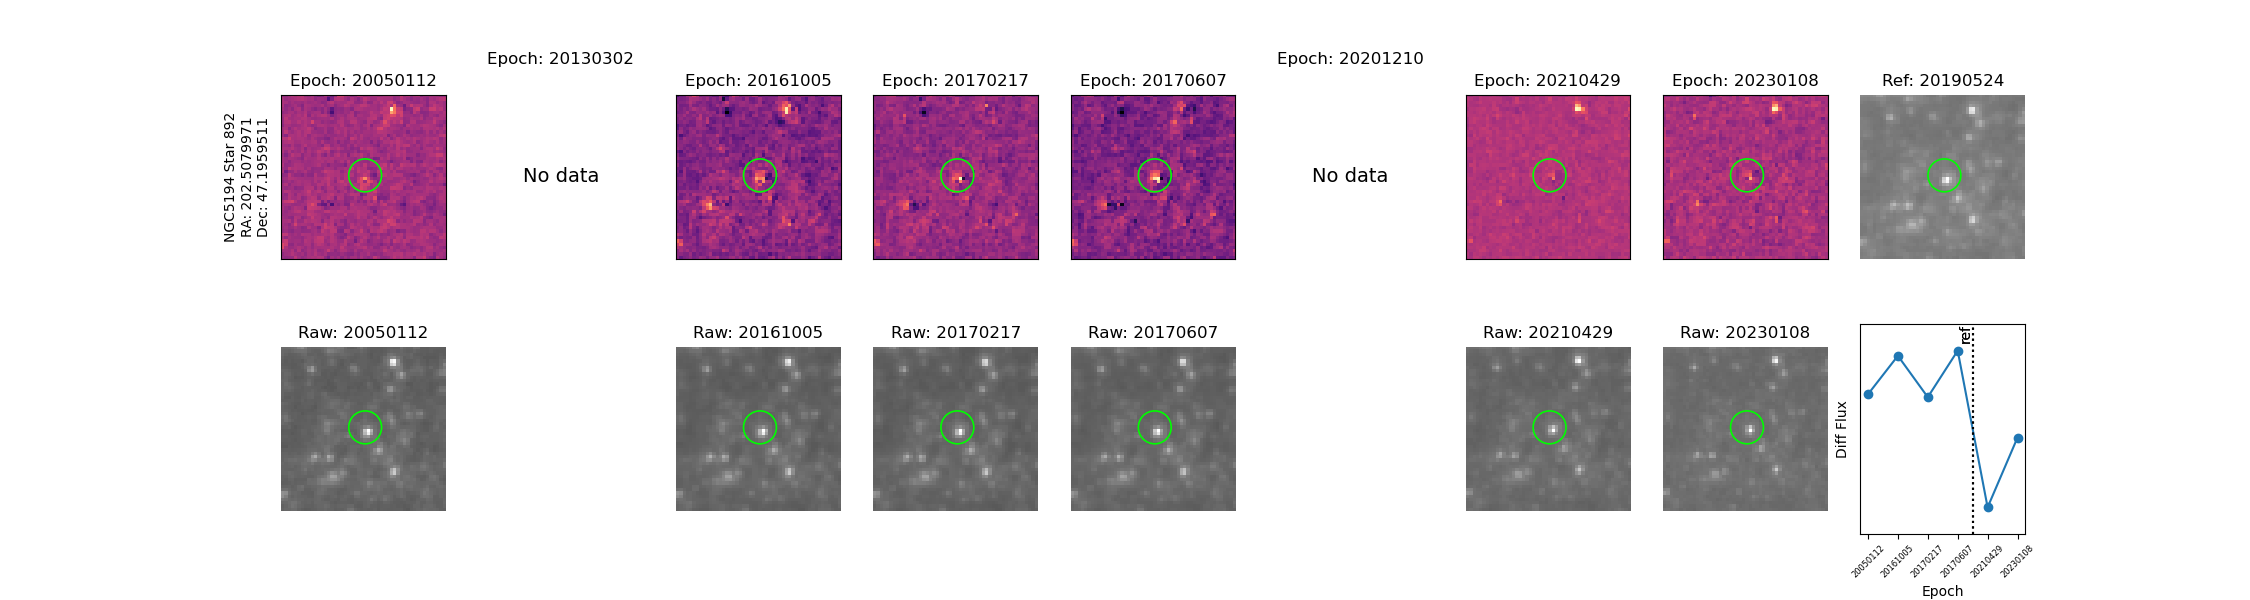 Epoch: 20130302
Epoch: 20201210
Epoch: 20050112
Epoch: 20161005
Epoch: 20170217
Epoch: 20170607
Epoch: 20210429
Epoch: 20230108
Ref: 20190524
NGC5194 Star 892
RA: 202.5079971
Dec: 47.1959511
No data
No data
Raw: 20050112
Raw: 20161005
Raw: 20170217
Raw: 20170607
Raw: 20210429
Raw: 20230108
ref
Diff Flux
20050112
20161005
20170217
20170607
20210429
20230108
Epoch